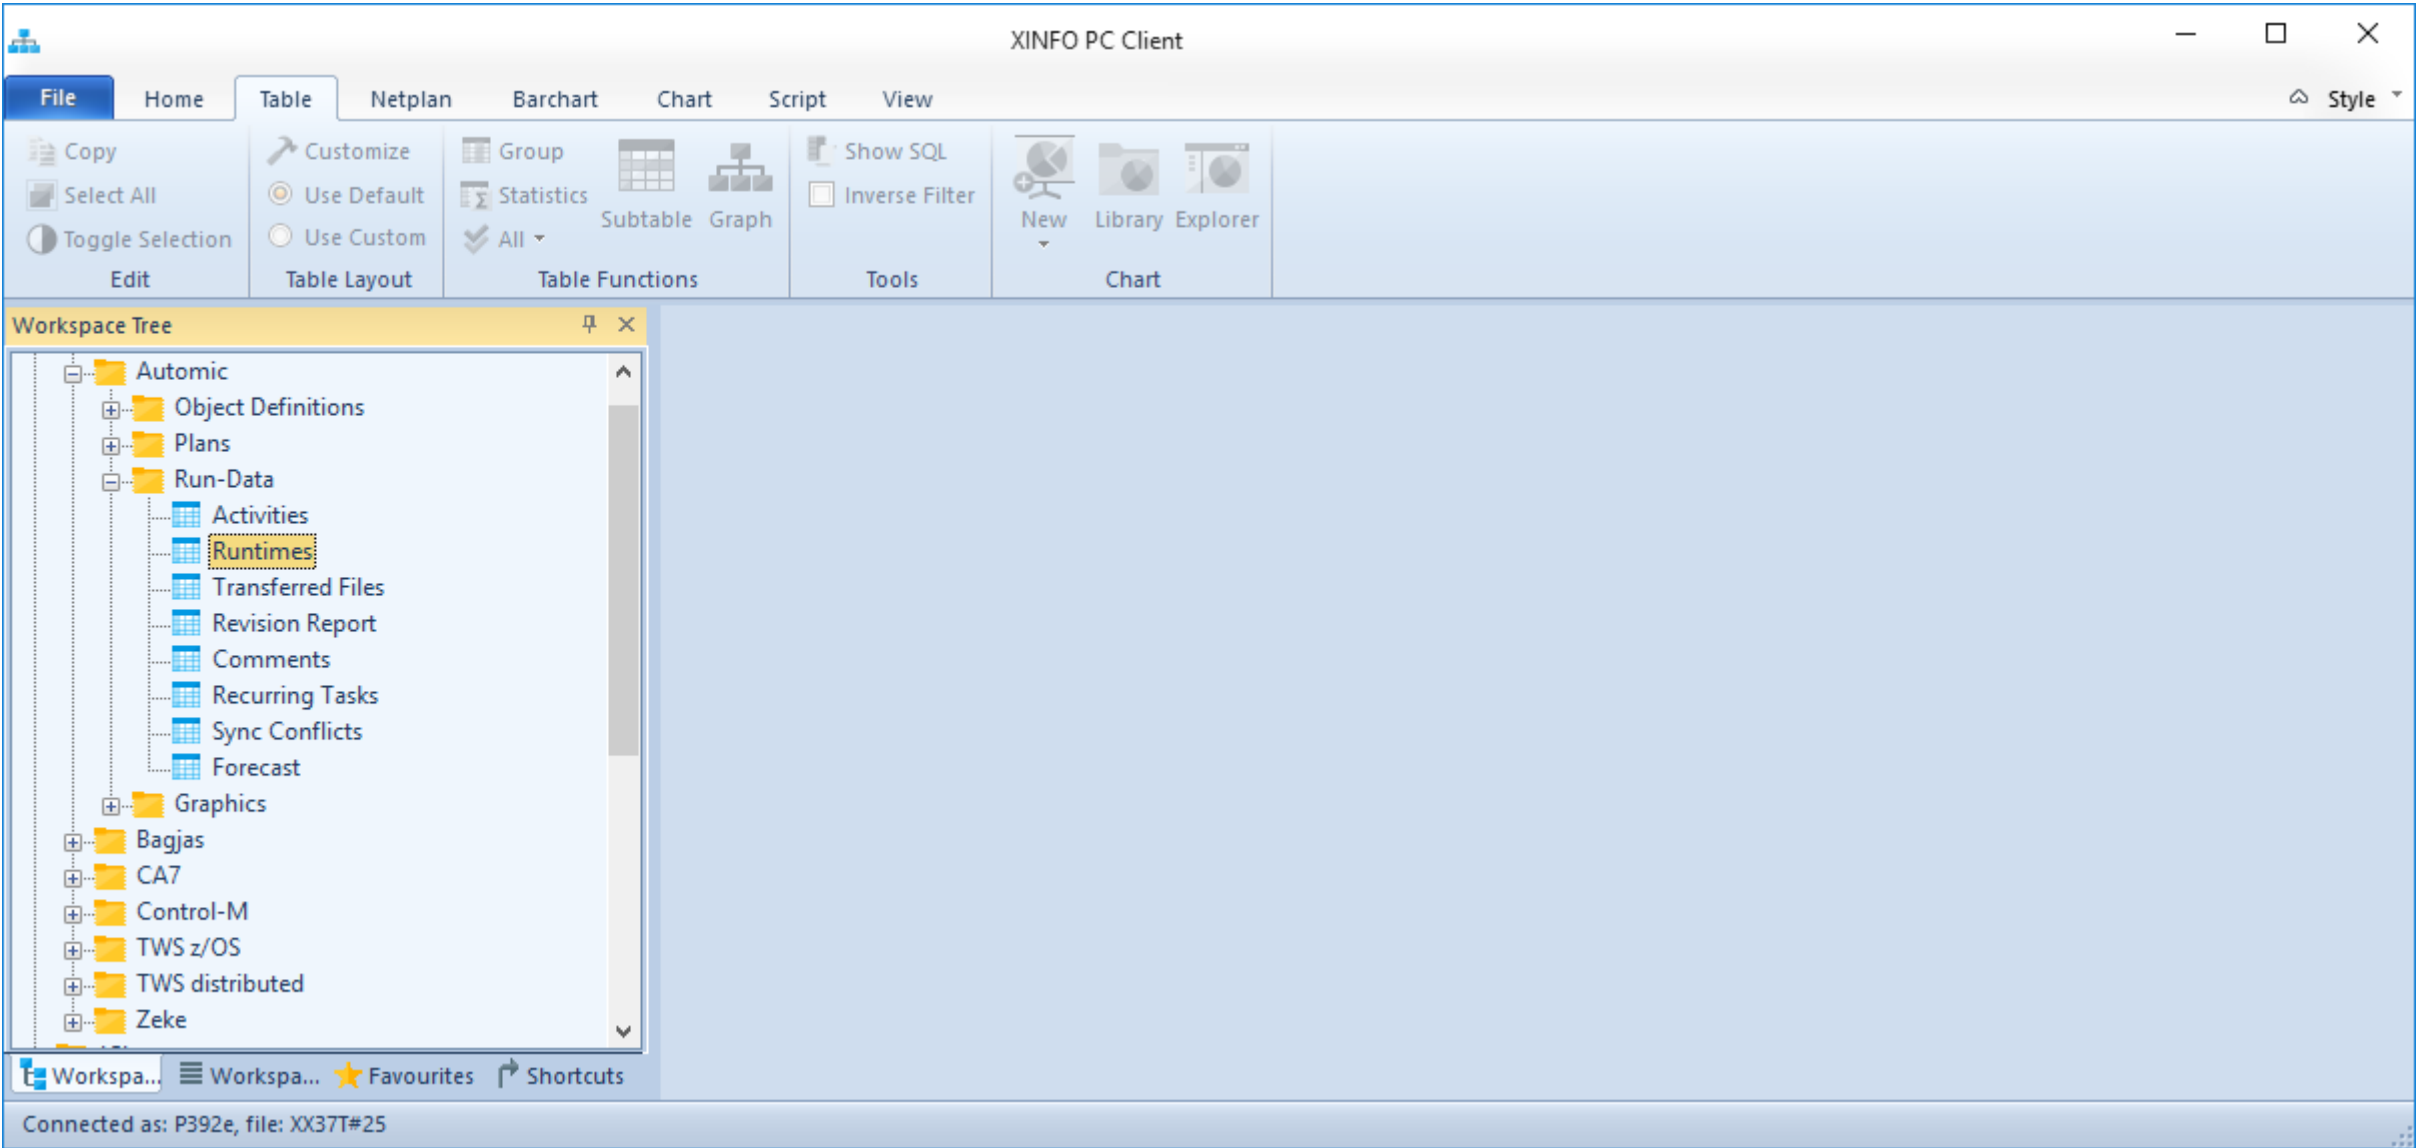 XINFO PC Client
File Home Table Netplan Barchart Chart Script View Style
Copy
Select All
Toggle Selection
Edit
Customize
Use Default
Use Custom
Table Layout
Group
Statistics
All
Subtable
Graph
Table Functions
Show SQL
Inverse Filter
Tools
New
Library
Explorer
Chart
Workspace Tree
Automic
Object Definitions
Plans
Run-Data
Activities
Runtimes
Transferred Files
Revision Report
Comments
Recurring Tasks
Sync Conflicts
Forecast
Graphics
Bagjas
CA7
Control-M
TWS z/OS
TWS distributed
Zeke
Workspa... Workspa... Favourites Shortcuts
Connected as: P392e, file: XX37T#25